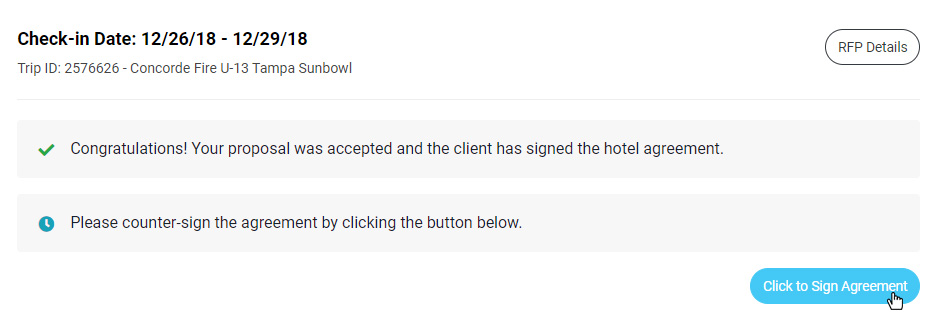 Check-in Date: 12/26/18 - 12/29/18
RFP Details
Trip ID: 2576626 - Concorde Fire U-13 Tampa Sunbowl
Congratulations! Your proposal was accepted and the client has signed the hotel agreement.
Please counter-sign the agreement by clicking the button below.
Click to Sign Agreement